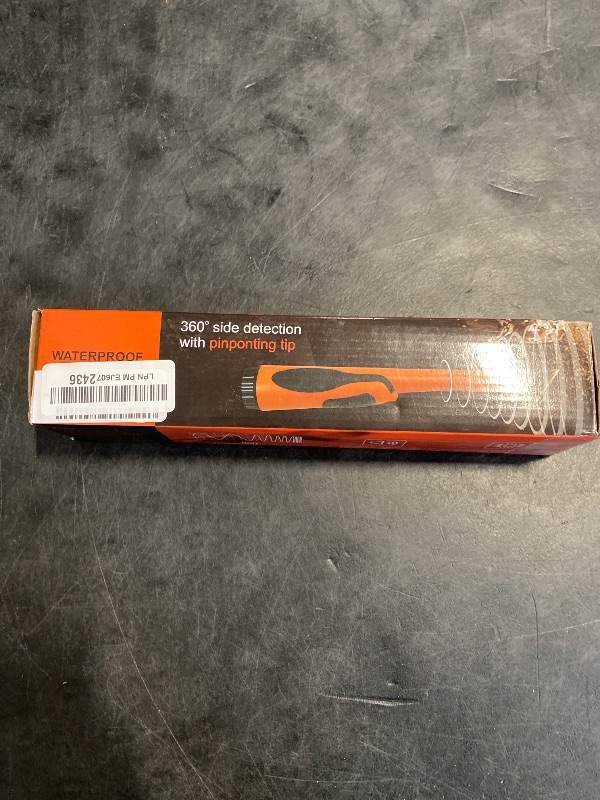 360° side detection
with pinponting tip
WATERPROOF
LPN PM EJ6072436